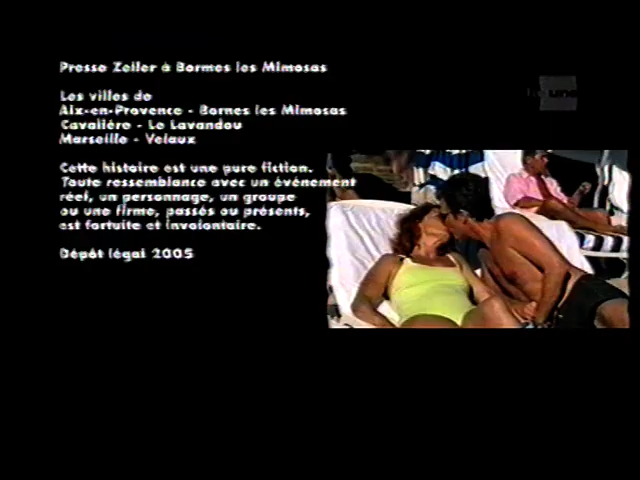 Presse Zeller à Bormes les Mimosas
Les villes de
Aix-en-Provence - Bormes les Mimosas
Cavalière - Le Lavandou
Marseille - Velaux
Cette histoire est une pure fiction.
Toute ressemblance avec un événement
réel, un personnage, un groupe
ou une firme, passés ou présents,
est fortuite et involontaire.
Dépôt légal 2005
la une